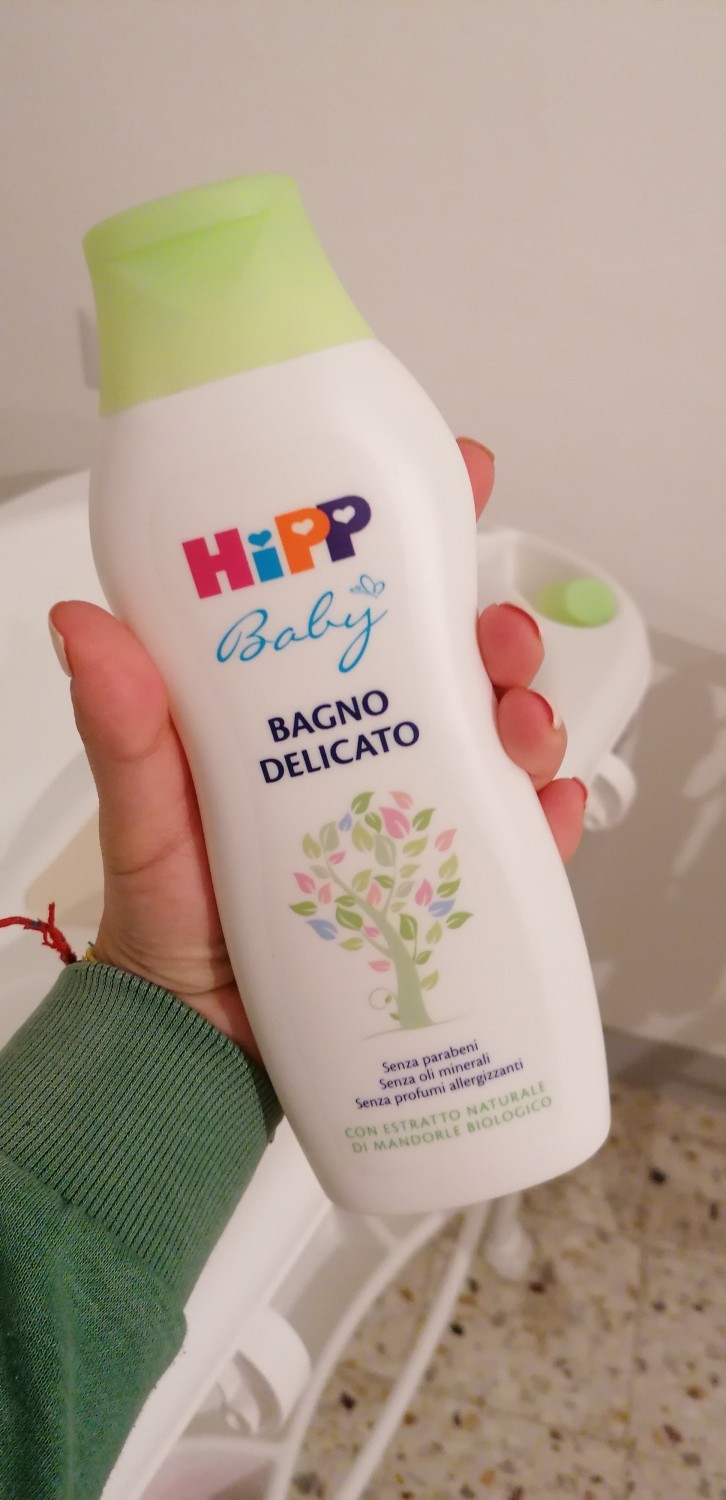 HiPP
Baby
BAGNO
DELICATO
Senza parabeni
Senza oli minerali
Senza profumi allergizzanti
CON ESTRATTO NATURALE
DI MANDORLE BIOLOGICO